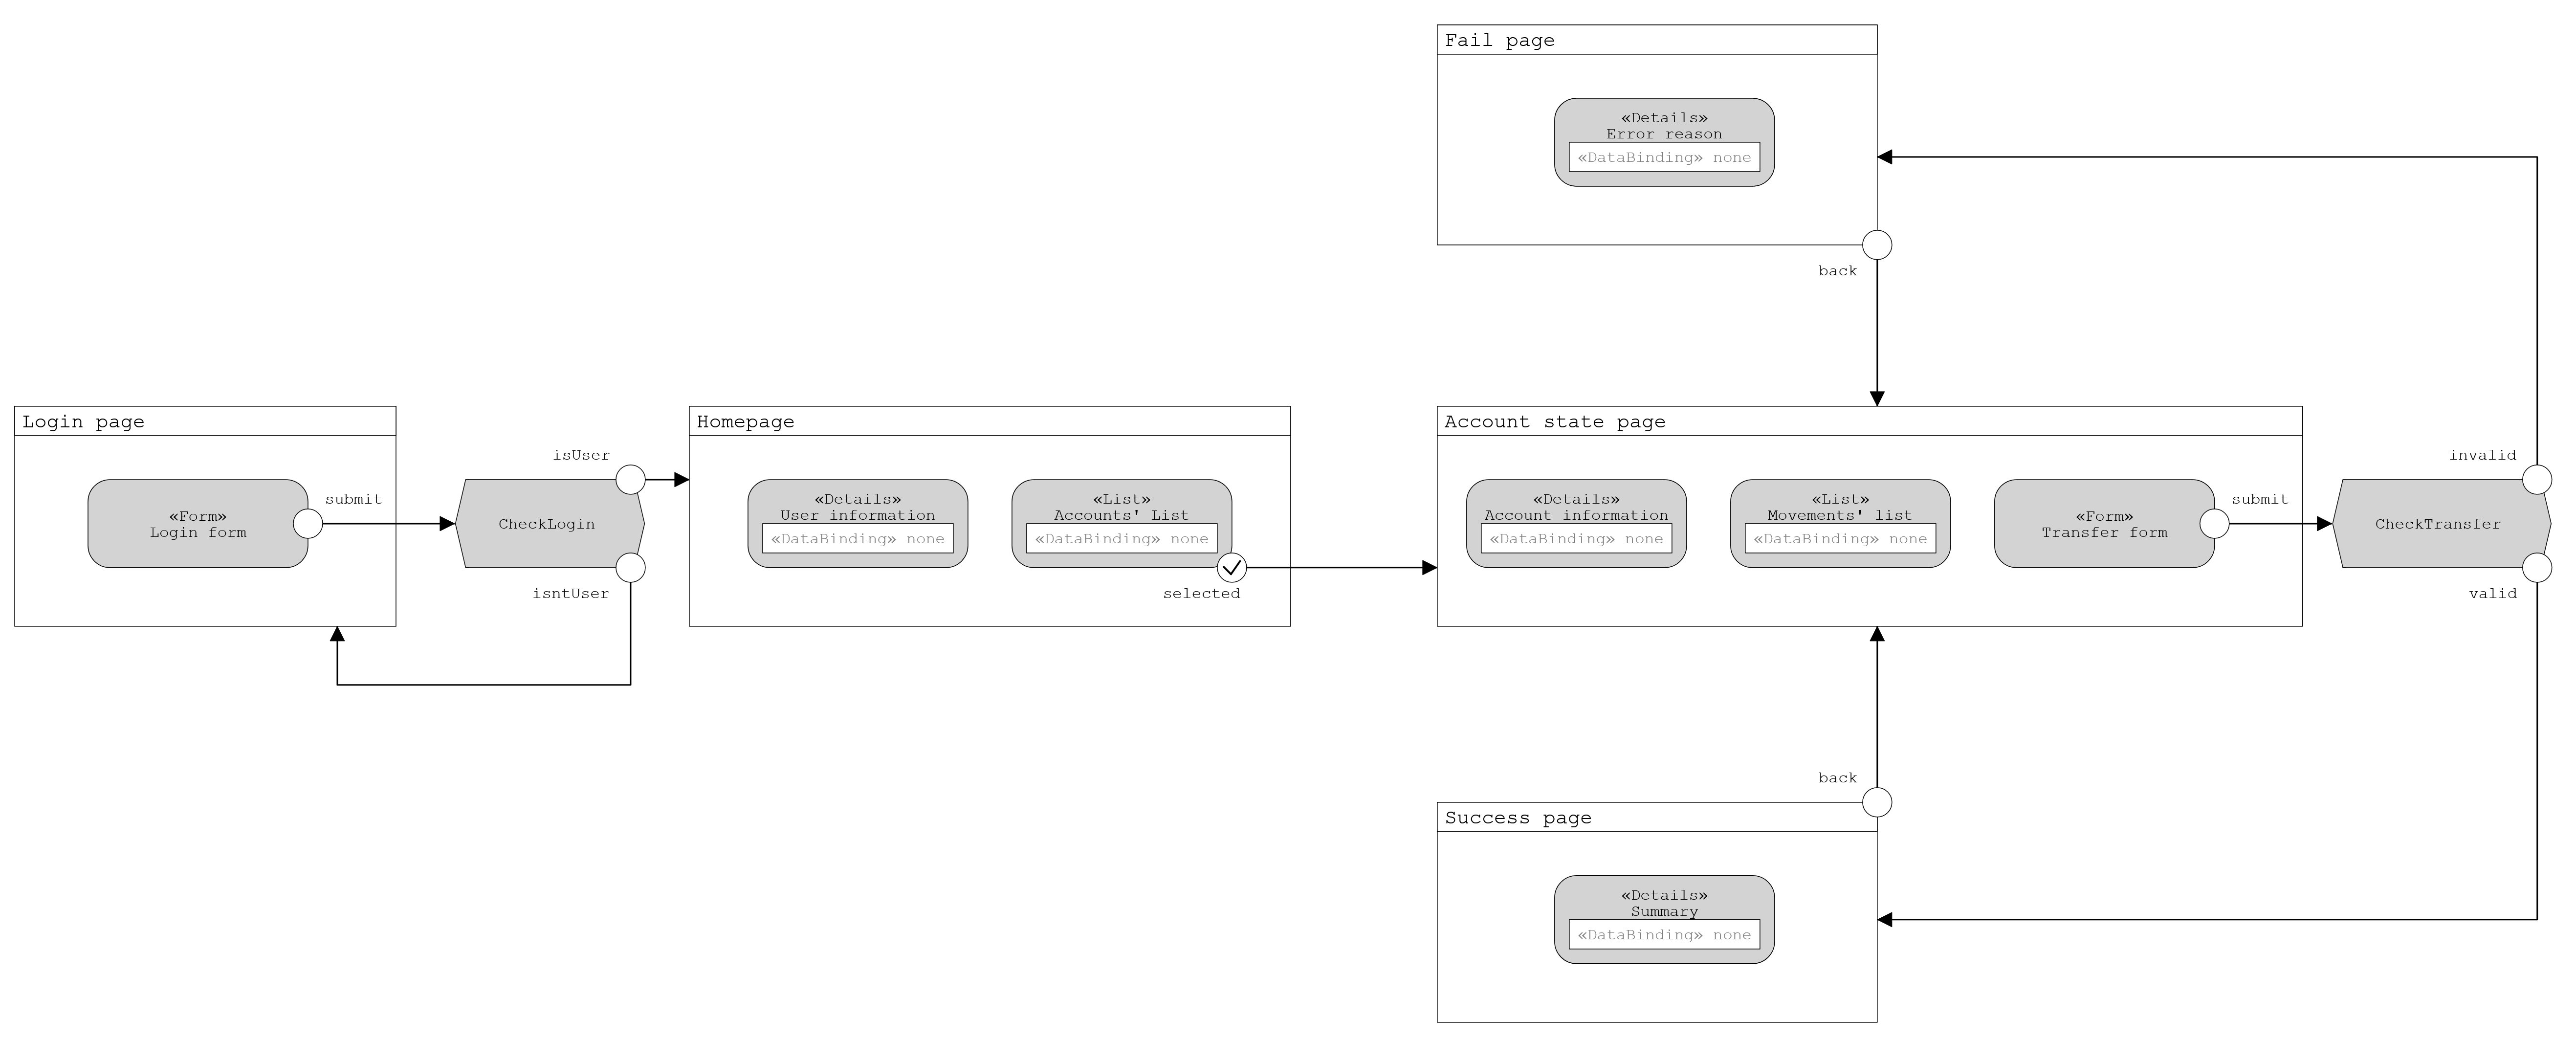 Fail page
«Details»
Error reason
«DataBinding» none
back
Login page
«Form»
Login form
submit
CheckLogin
isUser
isntUser
Homepage
«Details»
User information
«DataBinding» none
«List»
Accounts' List
«DataBinding» none
selected
Account state page
«Details»
Account information
«DataBinding» none
«List»
Movements' list
«DataBinding» none
«Form»
Transfer form
submit
CheckTransfer
invalid
valid
back
Success page
«Details»
Summary
«DataBinding» none